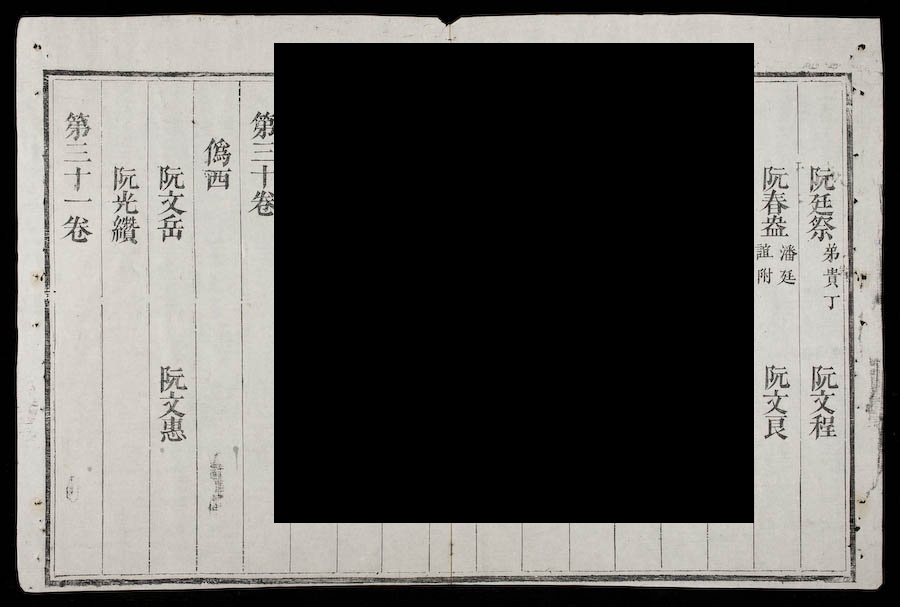 阮廷祭 弟貴丁 阮文程
阮春盎 潘廷誼附 阮文良
第三十卷
僞西
阮文岳 阮文惠
阮光纘
第三十一卷